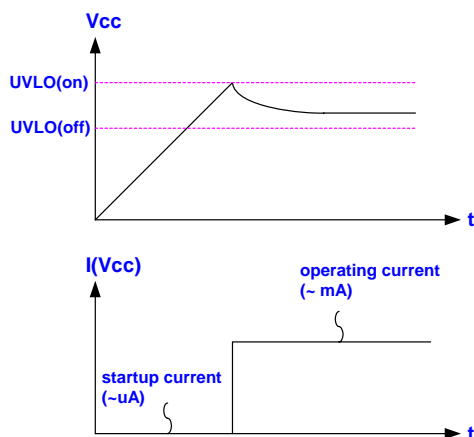 Vcc
UVLO(on)
UVLO(off)
t
I(Vcc)
operating current
(~ mA)
startup current
(~uA)
t